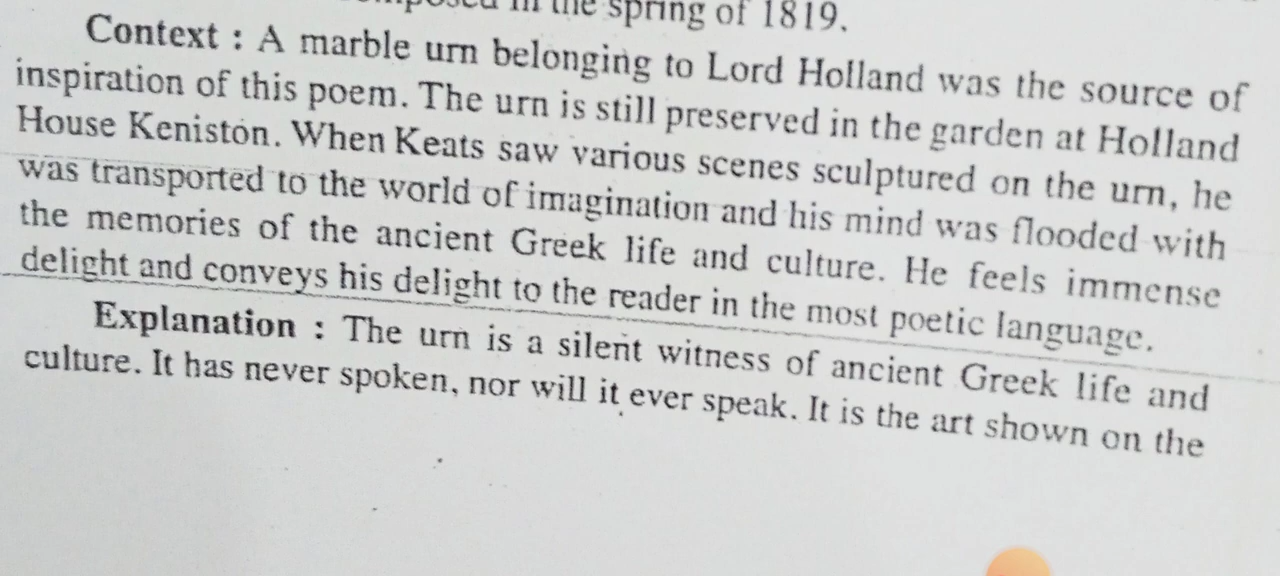 in the spring of 1819.
Context : A marble urn belonging to Lord Holland was the source of
inspiration of this poem. The urn is still preserved in the garden at Holland
House Keniston. When Keats saw various scenes sculptured on the urn, he
was transported to the world of imagination and his mind was flooded with
the memories of the ancient Greek life and culture. He feels immense
delight and conveys his delight to the reader in the most poetic language.
Explanation : The urn is a silent witness of ancient Greek life and
culture. It has never spoken, nor will it ever speak. It is the art shown on the